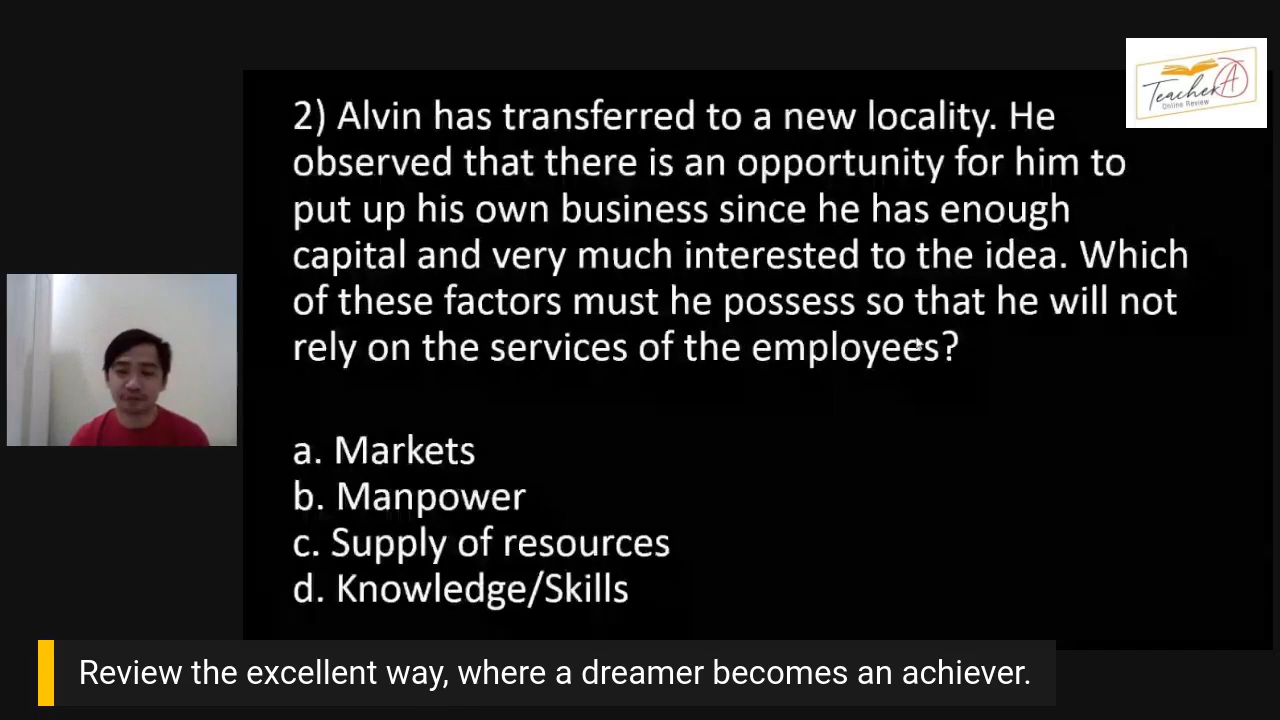 TeacherA
Online Review
2) Alvin has transferred to a new locality. He
observed that there is an opportunity for him to
put up his own business since he has enough
capital and very much interested to the idea. Which
of these factors must he possess so that he will not
rely on the services of the employees?
a. Markets
b. Manpower
c. Supply of resources
d. Knowledge/Skills
Review the excellent way, where a dreamer becomes an achiever.